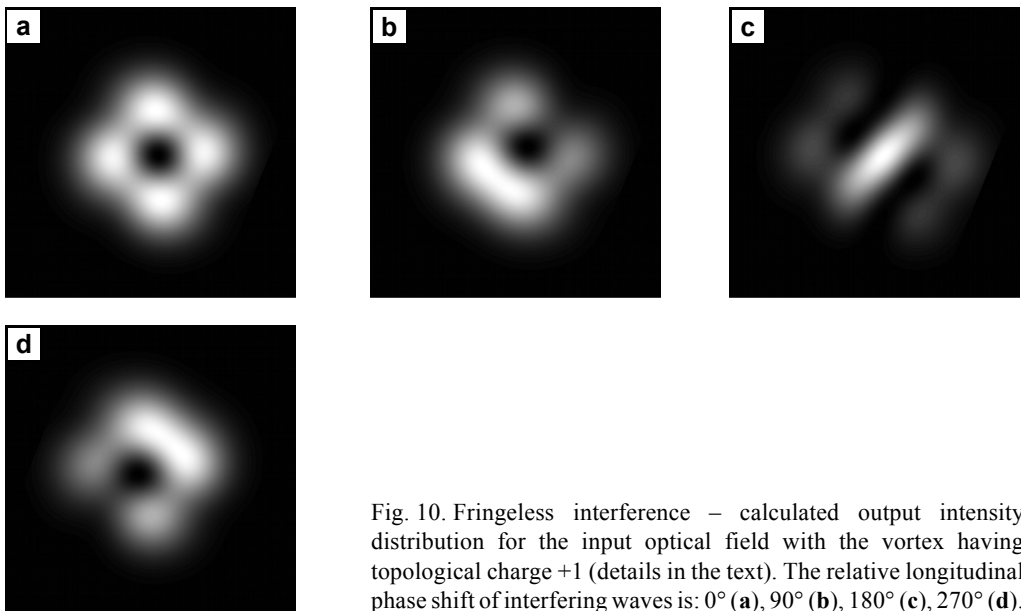 a
b
c
d
Fig. 10. Fringeless interference – calculated output intensity
distribution for the input optical field with the vortex having
topological charge +1 (details in the text). The relative longitudinal
phase shift of interfering waves is: 0° (a), 90° (b), 180° (c), 270° (d).